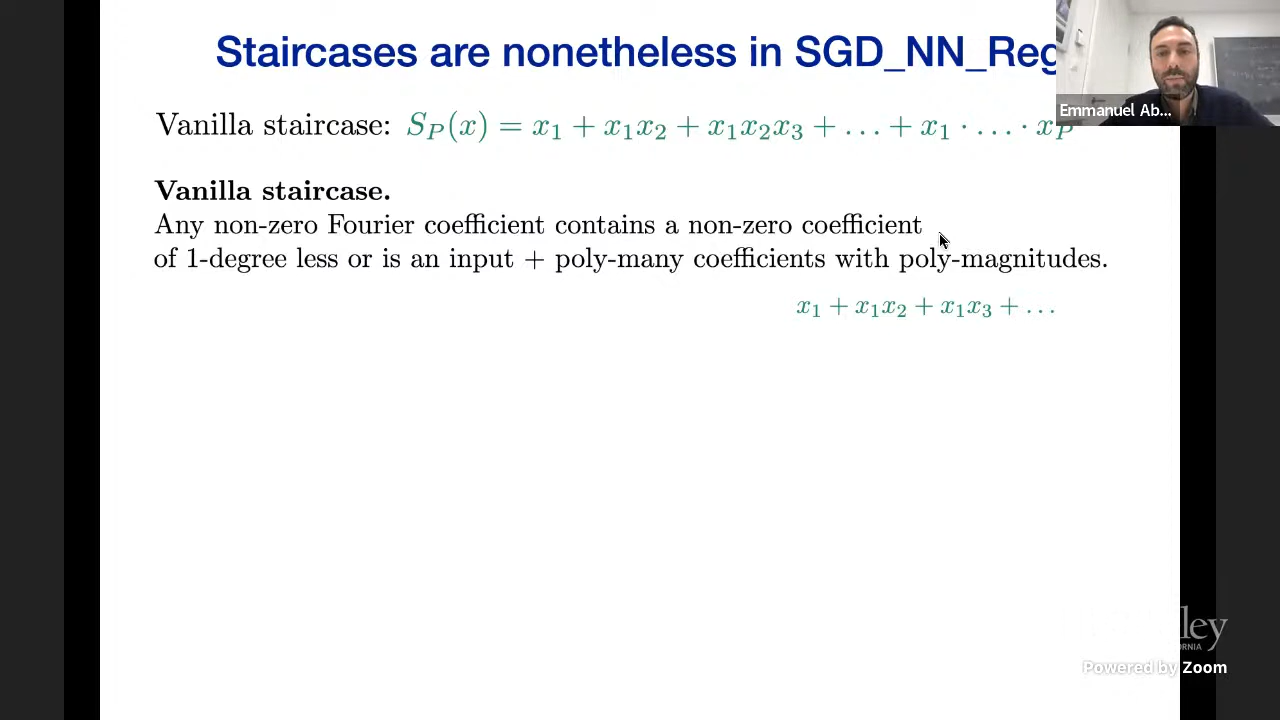 Staircases are nonetheless in SGD_NN_Reg
Emmanuel Ab...
Vanilla staircase: S_P(x) = x_1 + x_1x_2 + x_1x_2x_3 + … + x_1 · … · x_P
Vanilla staircase.
Any non-zero Fourier coefficient contains a non-zero coefficient
of 1-degree less or is an input + poly-many coefficients with poly-magnitudes.
x_1 + x_1x_2 + x_1x_3 + …
Powered by Zoom